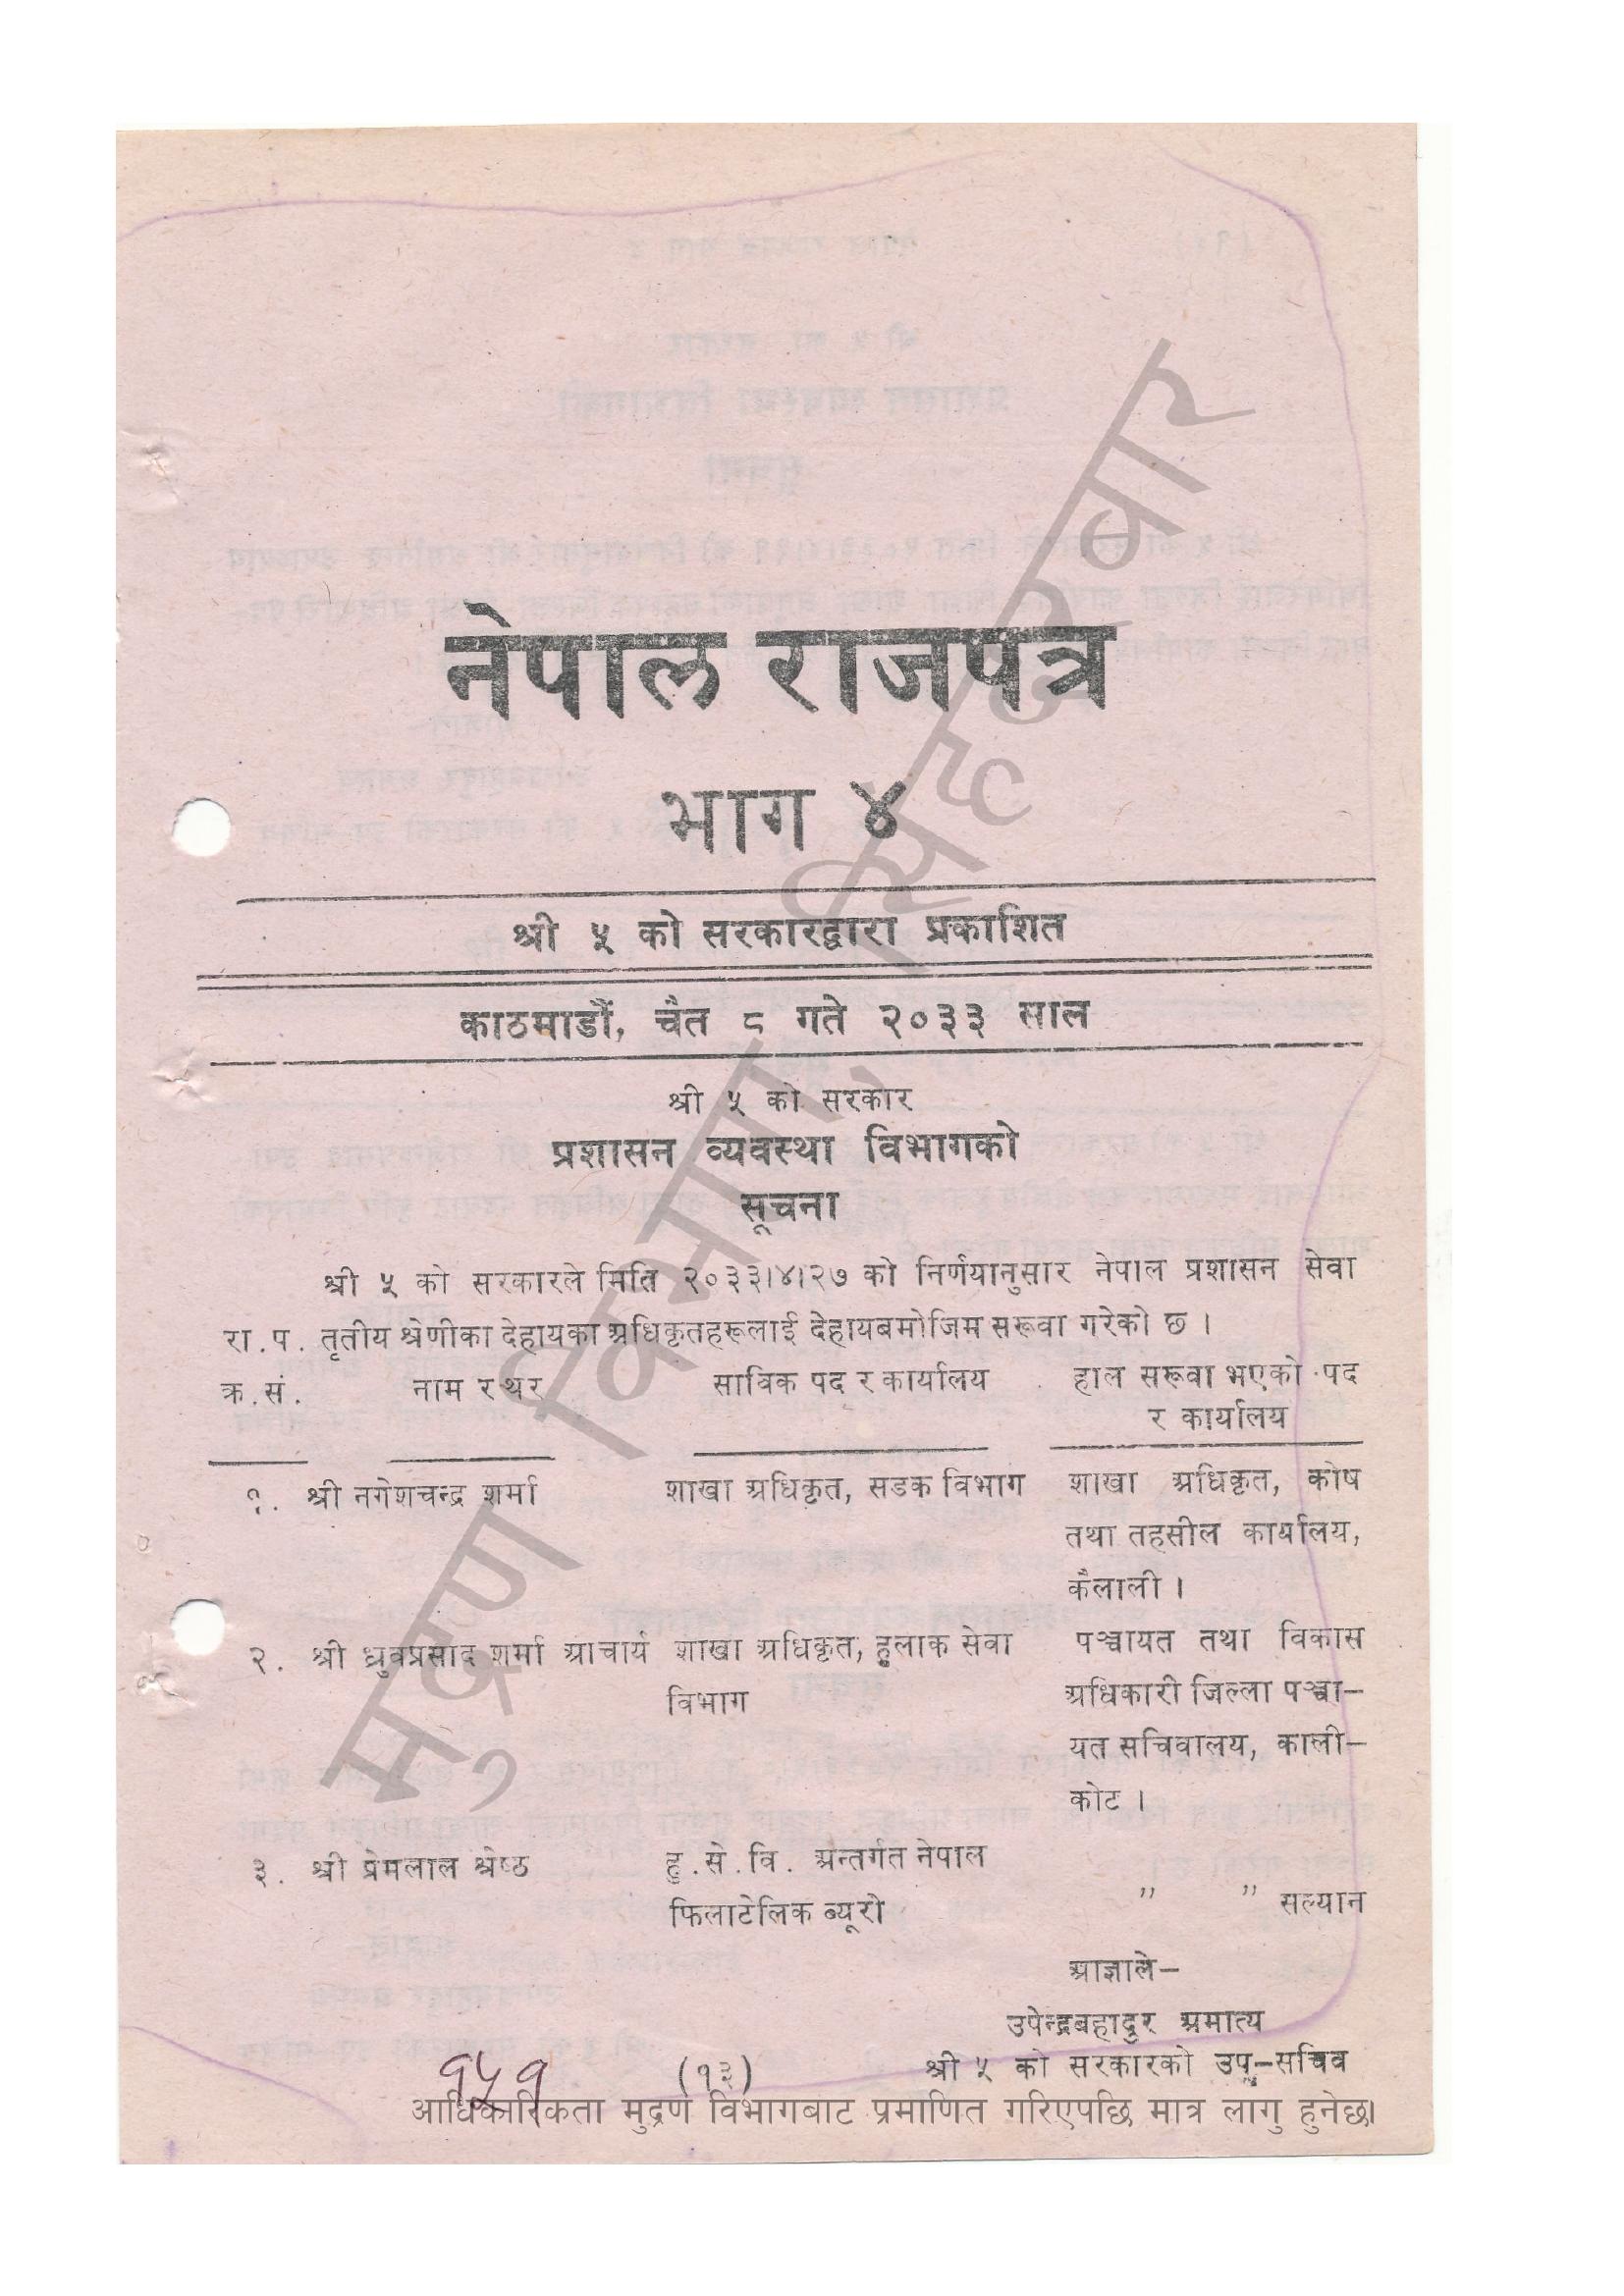 नेपाल राजपत्र
भाग ४
श्री ५ को सरकारद्वारा प्रकाशित
काठमाडौं, चैत ८ गते २०३३ साल
श्री ५ को सरकार
प्रशासन व्यवस्था विभागको
सूचना
श्री ५ को सरकारले मिति २०३३।४।२७ को निर्णयानुसार नेपाल प्रशासन सेवा
रा.प. तृतीय श्रेणीका देहायका अधिकृतहरूलाई देहायबमोजिम सरूवा गरेको छ ।
क्र.सं. नाम र थर साविक पद र कार्यालय हाल सरूवा भएको पद
र कार्यालय
१. श्री नगेशचन्द्र शर्मा शाखा अधिकृत, सडक विभाग शाखा अधिकृत, कोष
तथा तहसील कार्यालय,
कैलाली ।
२. श्री ध्रुवप्रसाद शर्मा आचार्य शाखा अधिकृत, हुलाक सेवा पञ्चायत तथा विकास
विभाग अधिकारी जिल्ला पञ्चा-
यत सचिवालय, काली-
कोट ।
३. श्री प्रेमलाल श्रेष्ठ हु.से.वि. अन्तर्गत नेपाल
फिलाटेलिक ब्यूरो " " सल्यान
आज्ञाले-
उपेन्द्रबहादुर अमात्य
श्री ५ को सरकारको उप-सचिव
१५१ (१३)
आधिकारिकता मुद्रण विभागबाट प्रमाणित गरिएपछि मात्र लागु हुनेछ।
मुद्रण विभाग, सिंहदरबार